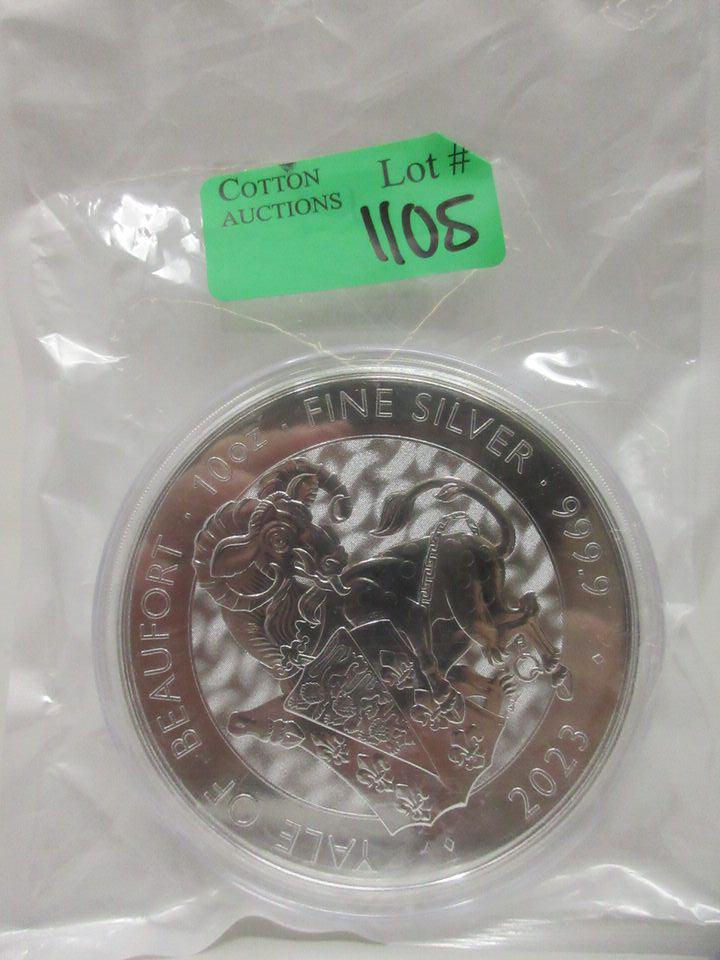 COTTON AUCTIONS
Lot #
1105
YALE OF BEAUFORT · 10oz · FINE SILVER · 999.9 · 2023